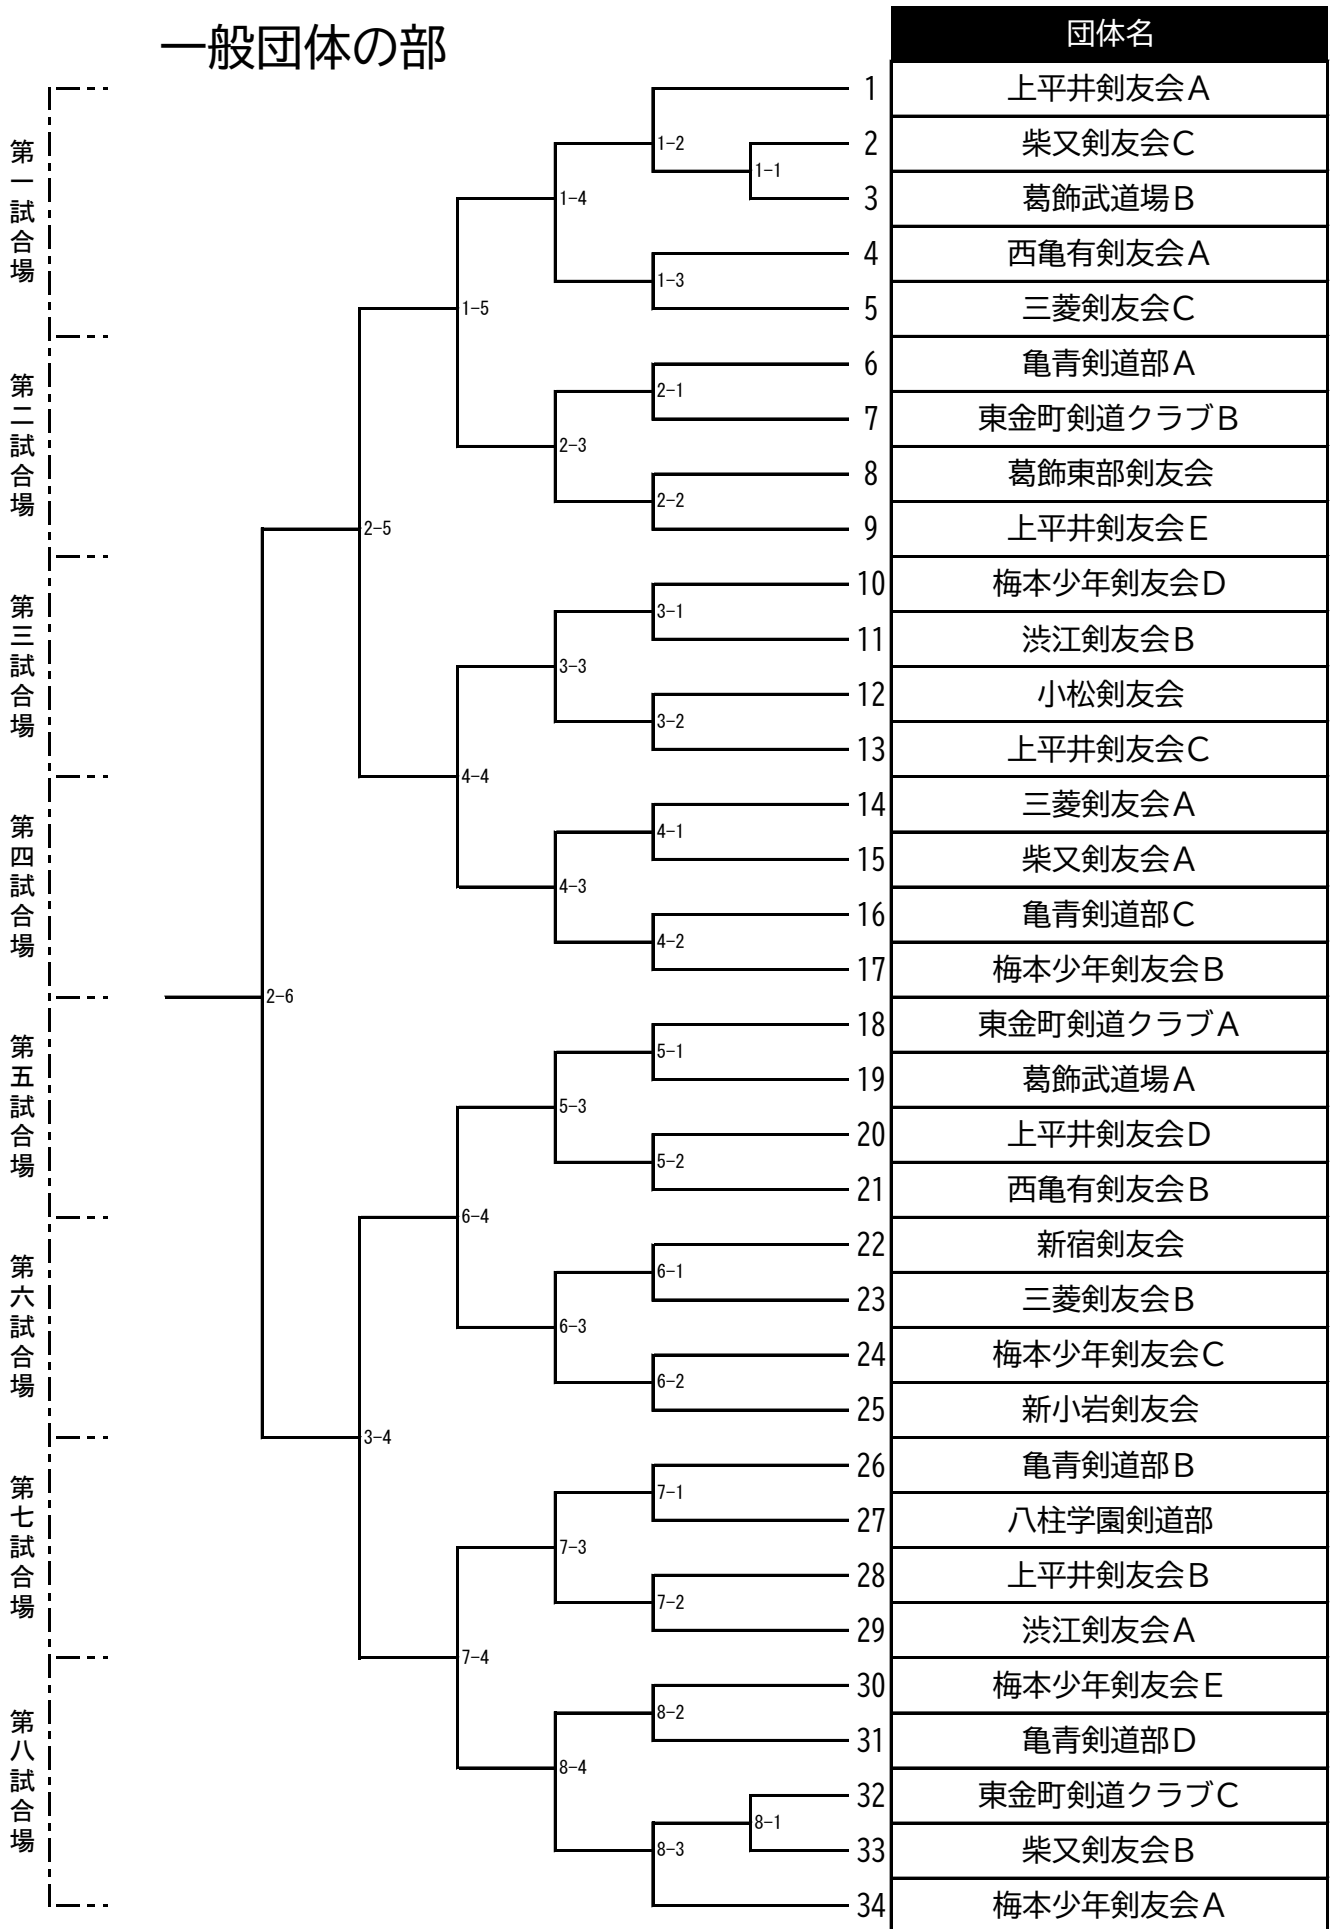 一般団体の部
団体名
1 上平井剣友会A
2 柴又剣友会C
3 葛飾武道場B
4 西亀有剣友会A
5 三菱剣友会C
6 亀青剣道部A
7 東金町剣道クラブB
8 葛飾東部剣友会
9 上平井剣友会E
10 梅本少年剣友会D
11 渋江剣友会B
12 小松剣友会
13 上平井剣友会C
14 三菱剣友会A
15 柴又剣友会A
16 亀青剣道部C
17 梅本少年剣友会B
18 東金町剣道クラブA
19 葛飾武道場A
20 上平井剣友会D
21 西亀有剣友会B
22 新宿剣友会
23 三菱剣友会B
24 梅本少年剣友会C
25 新小岩剣友会
26 亀青剣道部B
27 八柱学園剣道部
28 上平井剣友会B
29 渋江剣友会A
30 梅本少年剣友会E
31 亀青剣道部D
32 東金町剣道クラブC
33 柴又剣友会B
34 梅本少年剣友会A
第一試合場
第二試合場
第三試合場
第四試合場
第五試合場
第六試合場
第七試合場
第八試合場
1-2
1-1
1-4
1-3
1-5
2-1
2-3
2-2
2-5
3-1
3-3
3-2
4-4
4-1
4-3
4-2
2-6
5-1
5-3
5-2
6-4
6-1
6-3
6-2
3-4
7-1
7-3
7-2
7-4
8-2
8-4
8-1
8-3